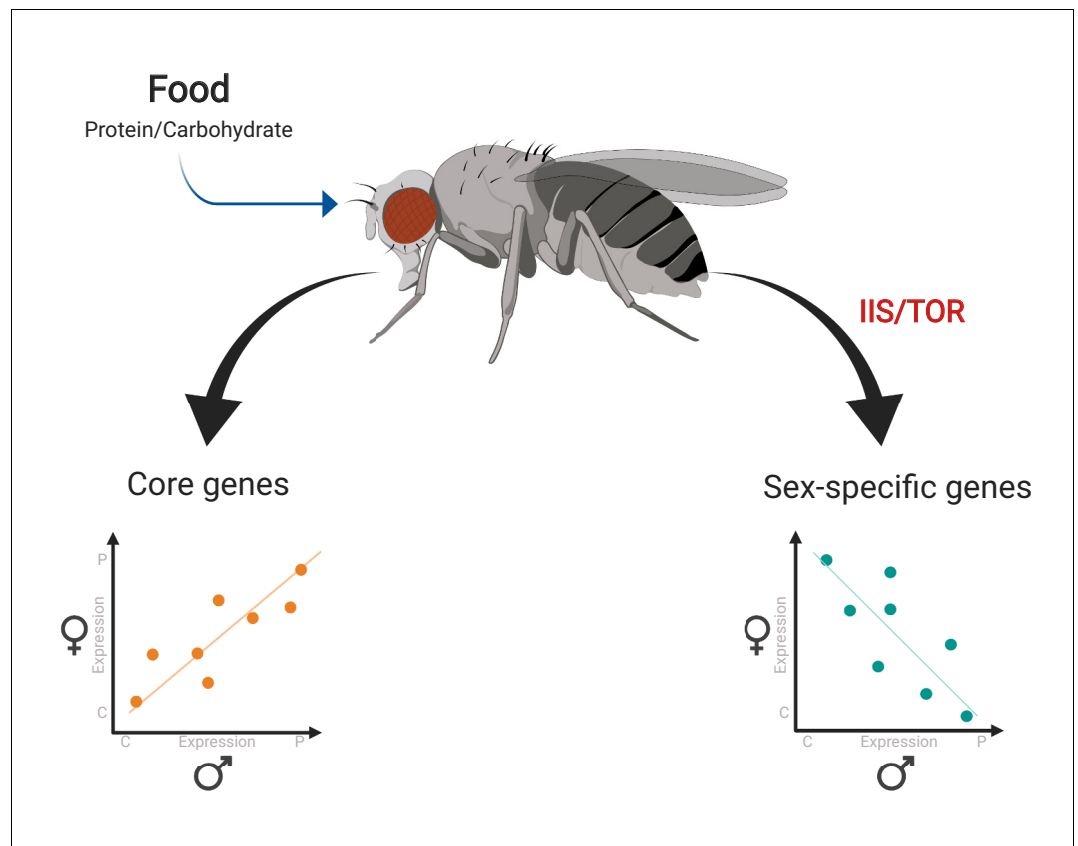 Food
Protein/Carbohydrate
IIS/TOR
Core genes
Sex-specific genes
P
♀
Expression
C
C
Expression
P
♂
P
♀
Expression
C
C
Expression
P
♂